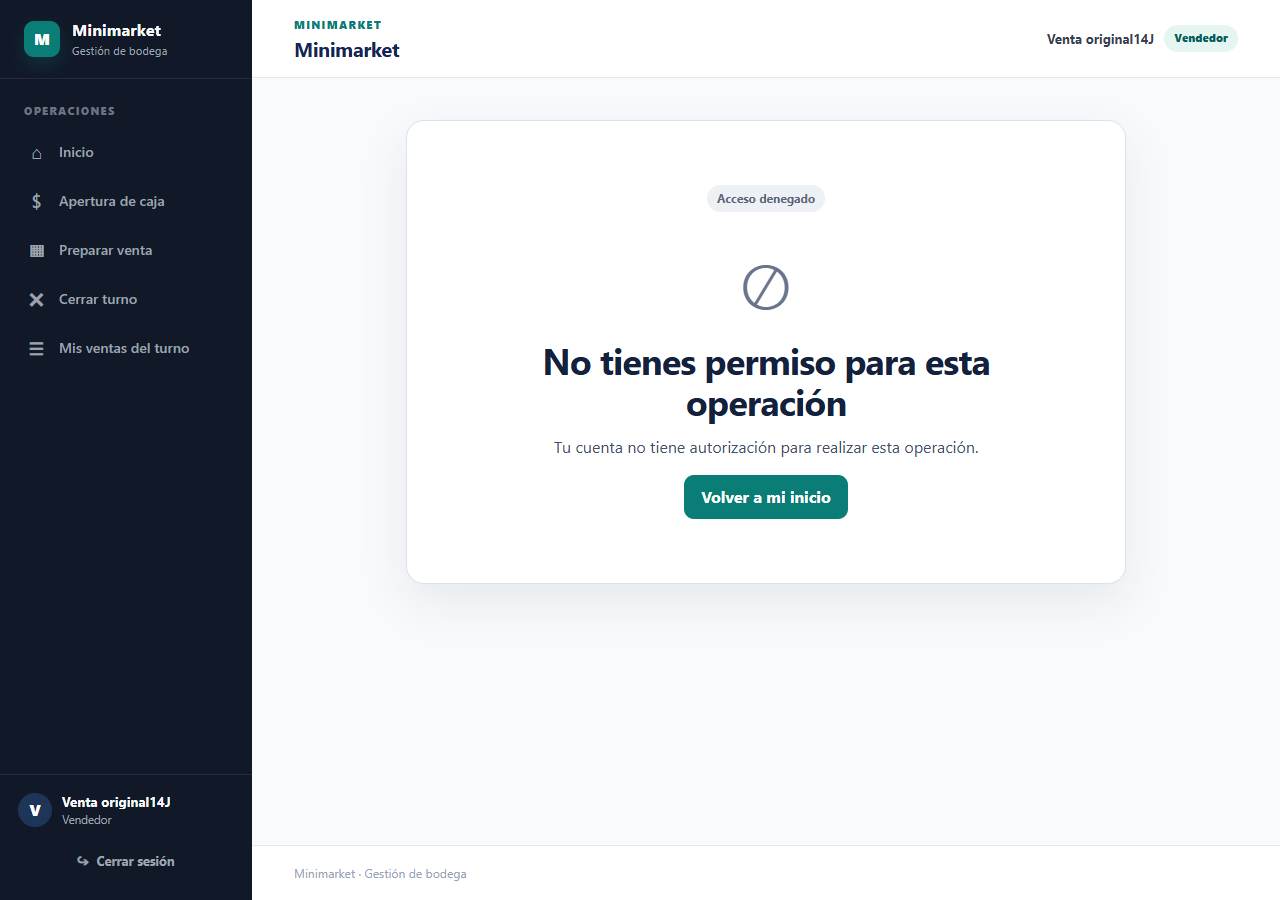 M
Minimarket
Gestión de bodega
OPERACIONES
Inicio
$ Apertura de caja
Preparar venta
Cerrar turno
Mis ventas del turno
V
Venta original14J
Vendedor
Cerrar sesión
MINIMARKET
Minimarket
Venta original14J
Vendedor
Acceso denegado
No tienes permiso para esta
operación
Tu cuenta no tiene autorización para realizar esta operación.
Volver a mi inicio
Minimarket · Gestión de bodega